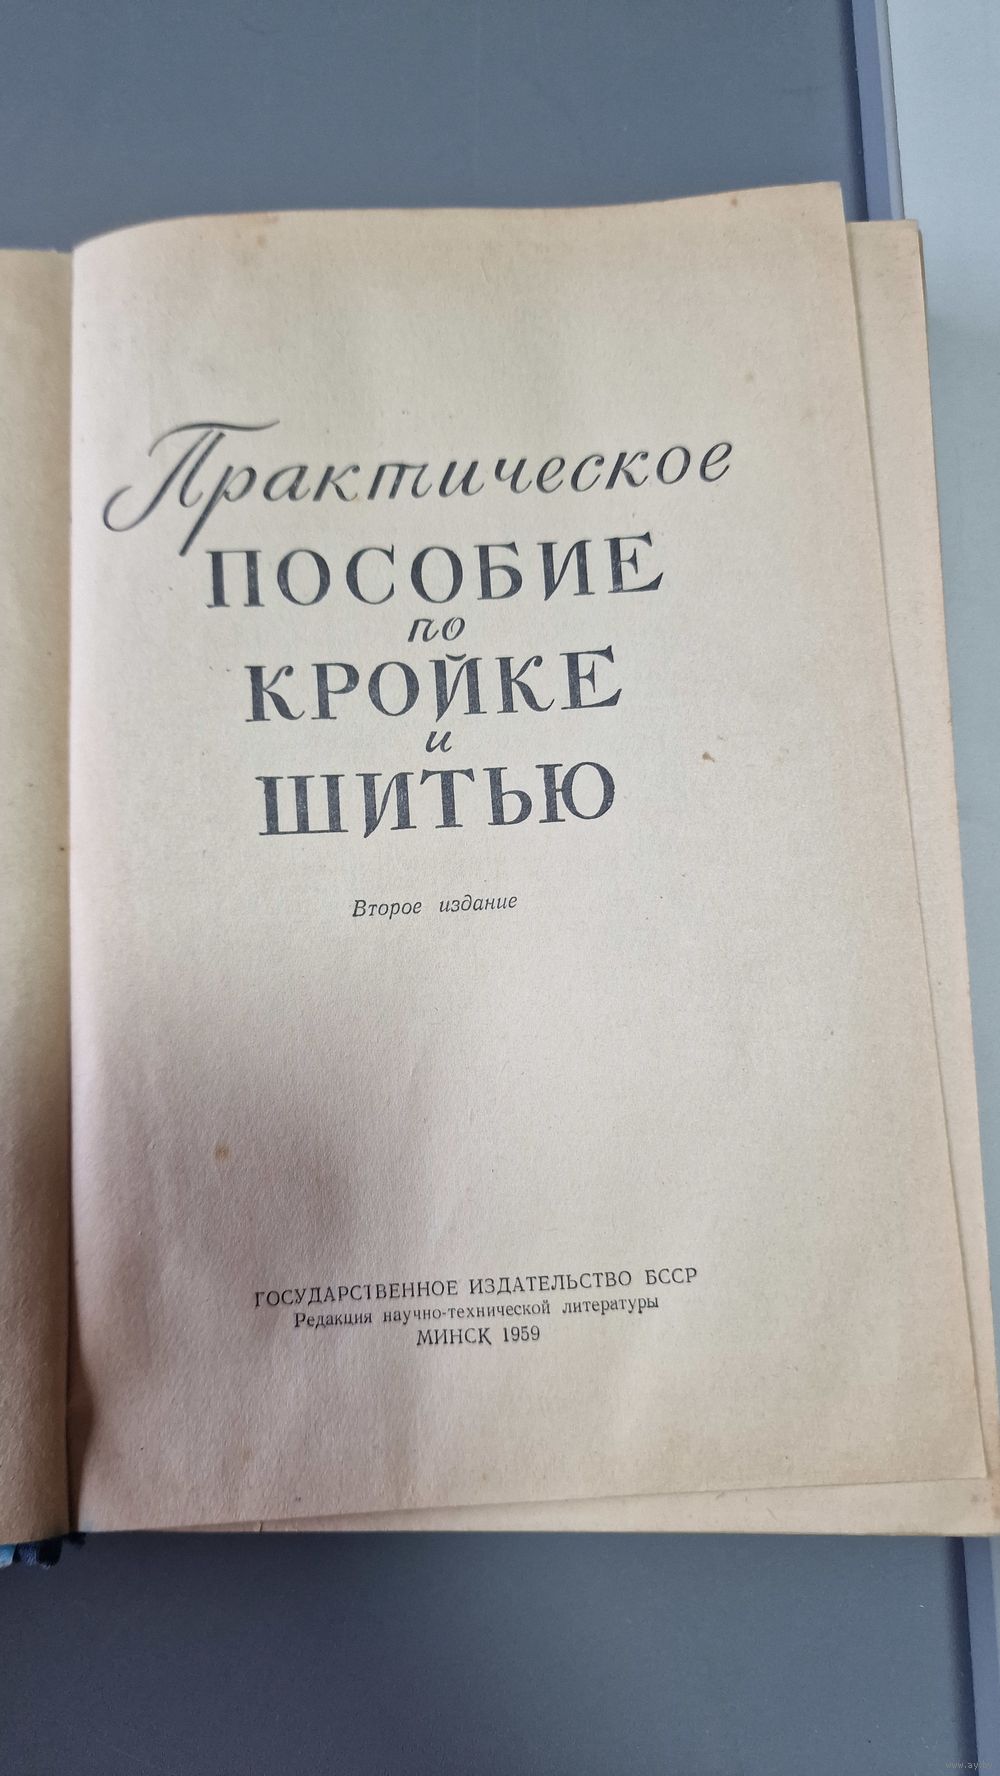 Практическое
ПОСОБИЕ
по
КРОЙКЕ
и
ШИТЬЮ
Второе издание
ГОСУДАРСТВЕННОЕ ИЗДАТЕЛЬСТВО БССР
Редакция научно-технической литературы
МИНСК 1959